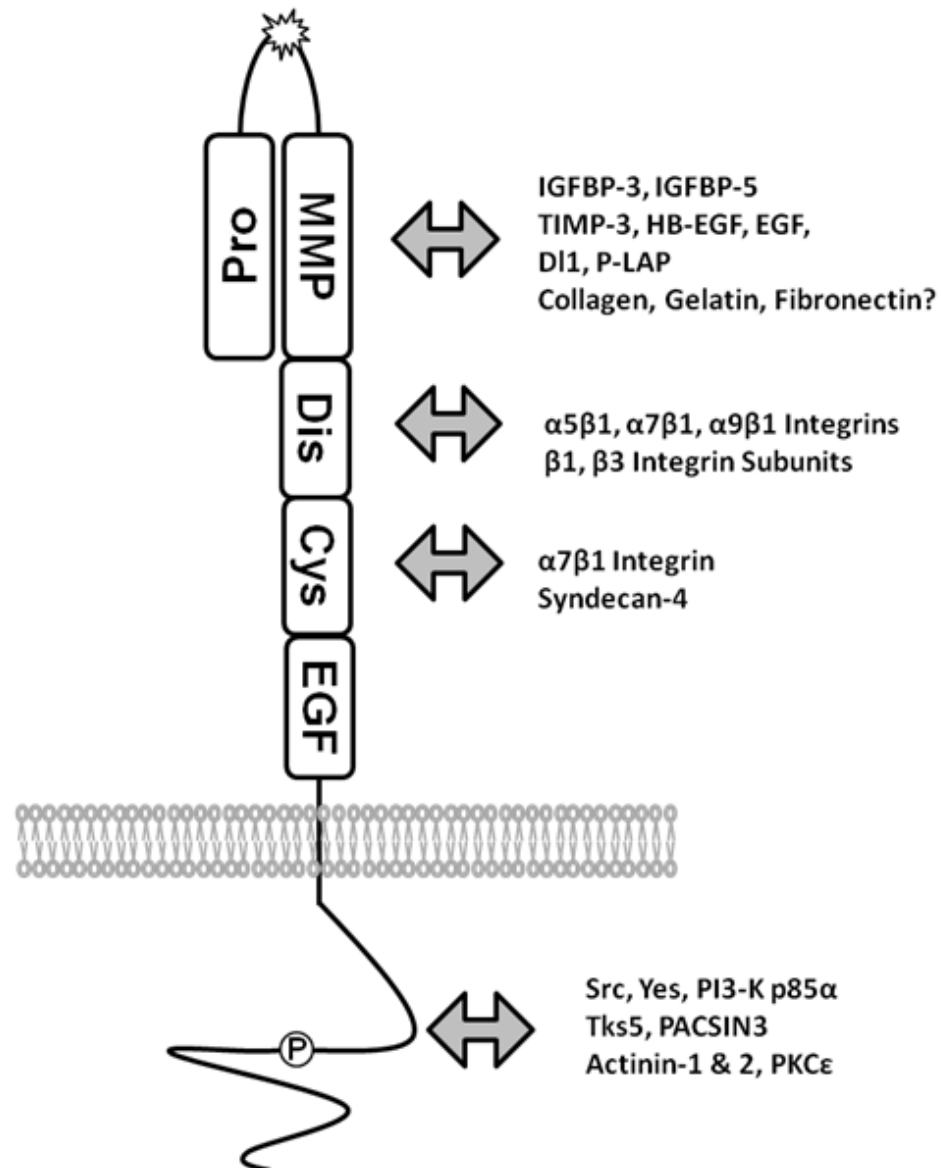 Pro
MMP
IGFBP-3, IGFBP-5
TIMP-3, HB-EGF, EGF,
Dl1, P-LAP
Collagen, Gelatin, Fibronectin?
Dis
α5β1, α7β1, α9β1 Integrins
β1, β3 Integrin Subunits
Cys
α7β1 Integrin
Syndecan-4
EGF
Src, Yes, PI3-K p85α
Tks5, PACSIN3
Actinin-1 & 2, PKCε
P